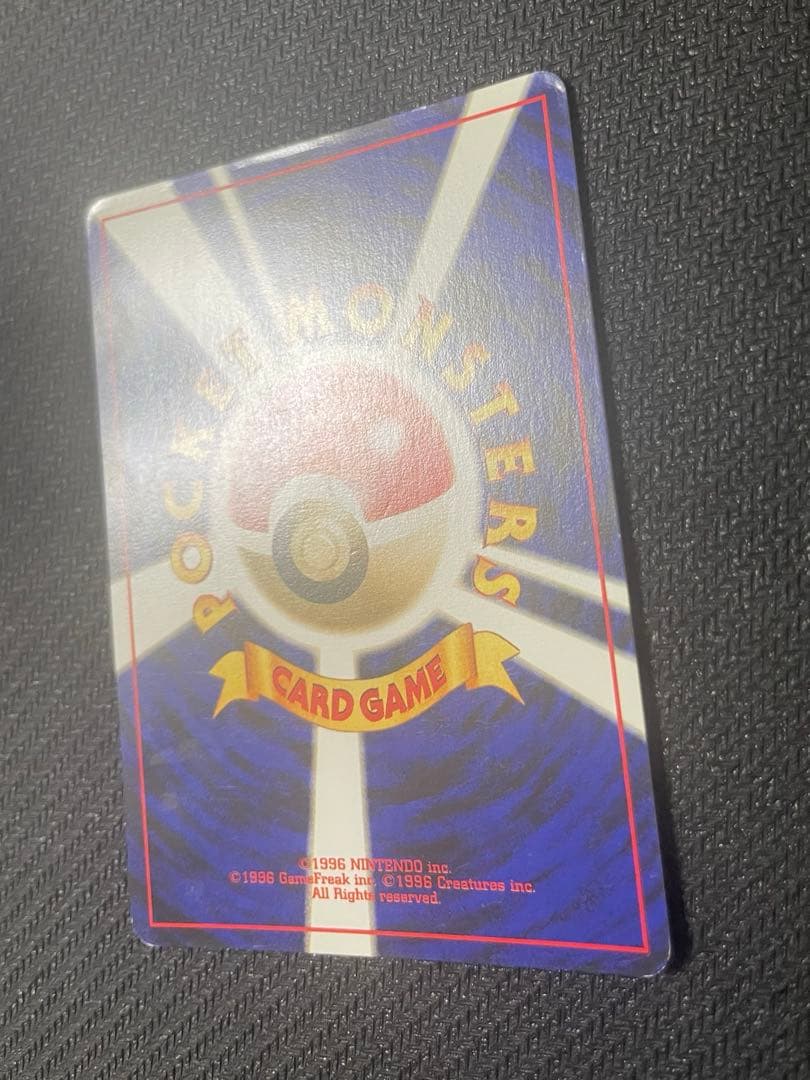 POCKET MONSTERS
CARD GAME
©1996 NINTENDO inc.
©1996 GameFreak inc. ©1996 Creatures inc.
All Rights reserved.